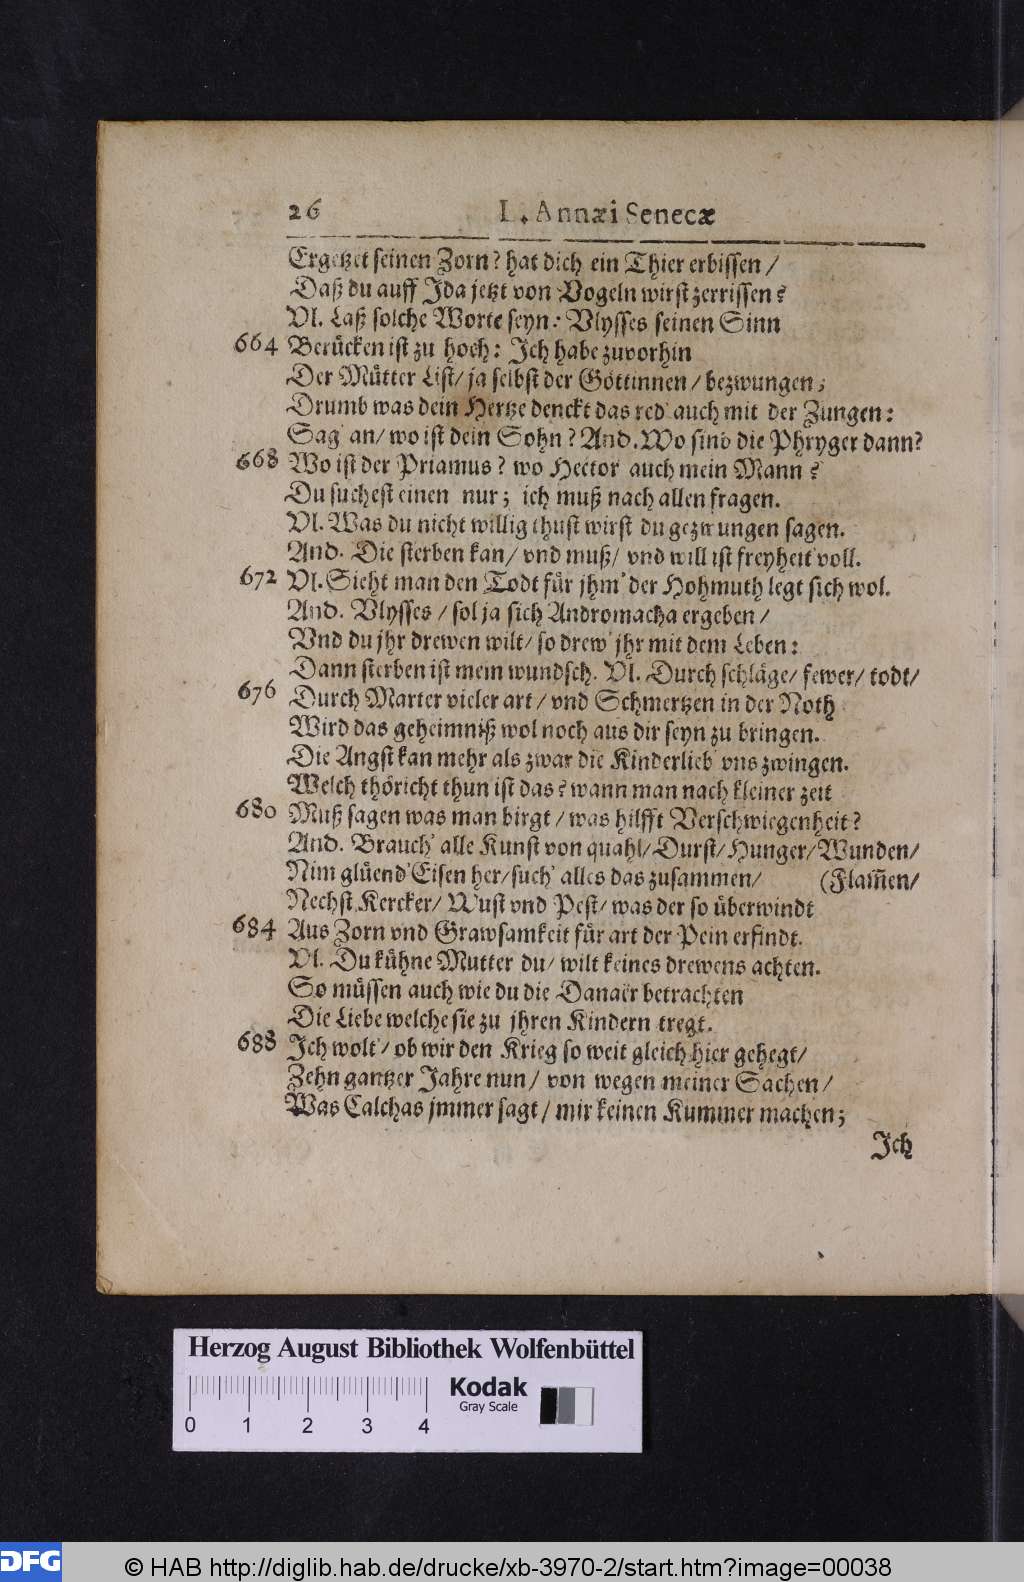 26 L. Annæi Senecæ
Ergetzet seinen Zorn? hat dich ein Thier erbissen /
Daß du auff Ida jetzt von Vogeln wirst zerrissen?
Vl. Laß solche Worte seyn: Vlysses seinen Sinn
664 Berücken ist zu hoch: Ich habe zuvorhin
Der Mütter List/ ja selbst der Göttinnen / bezwungen;
Drumb was dein Hertze denckt das red' auch mit der Zungen:
Sag' an/ wo ist dein Sohn? And. Wo sind die Phryger dann?
668 Wo ist der Priamus? wo Hector auch mein Mann?
Du suchest einen nur; ich muß nach allen fragen.
Vl. Was du nicht willig thust wirst du gezwungen sagen.
And. Die sterben kan/ vnd muß/ vnd will ist freyheit voll.
672 Vl. Sieht man den Todt für jhm' der Hohmuth legt sich wol.
And. Vlysses / sol ja sich Andromacha ergeben /
Vnd du jhr drewen wilt/ so drew' jhr mit dem Leben:
Dann sterben ist mein wundsch. Vl. Durch schläge/ fewer/ todt/
676 Durch Marter vieler art / vnd Schmertzen in der Noth
Wird das geheimniß wol noch aus dir seyn zu bringen.
Die Angst kan mehr als zwar die Kinderlieb' vns zwingen.
Welch thöricht thun ist das? wann man nach kleiner zeit
680 Muß sagen was man birgt / was hilfft Verschwiegenheit?
And. Brauch' alle Kunst von quahl/ Durst/ Hunger/ Wunden/
Nim glüend' Eisen her/ such' alles das zusammen/ (Flam̃en/
Nechst Kercker/ Wust vnd Pest/ was der so überwindt
684 Aus Zorn vnd Grawsamkeit für art der Pein erfindt.
Vl. Du kühne Mutter du/ wilt keines drewens achten.
So müssen auch wie du die Danaër betrachten
Die Liebe welche sie zu jhren Kindern tregt.
688 Ich wolt' / ob wir den Krieg so weit gleich hier gehegt/
Zehn gantzer Jahre nun / von wegen meiner Sachen /
Was Calchas jmmer sagt / mir keinen Kummer machen;
Ich
Herzog August Bibliothek Wolfenbüttel
0 1 2 3 4
Kodak
Gray Scale
DFG © HAB http://diglib.hab.de/drucke/xb-3970-2/start.htm?image=00038